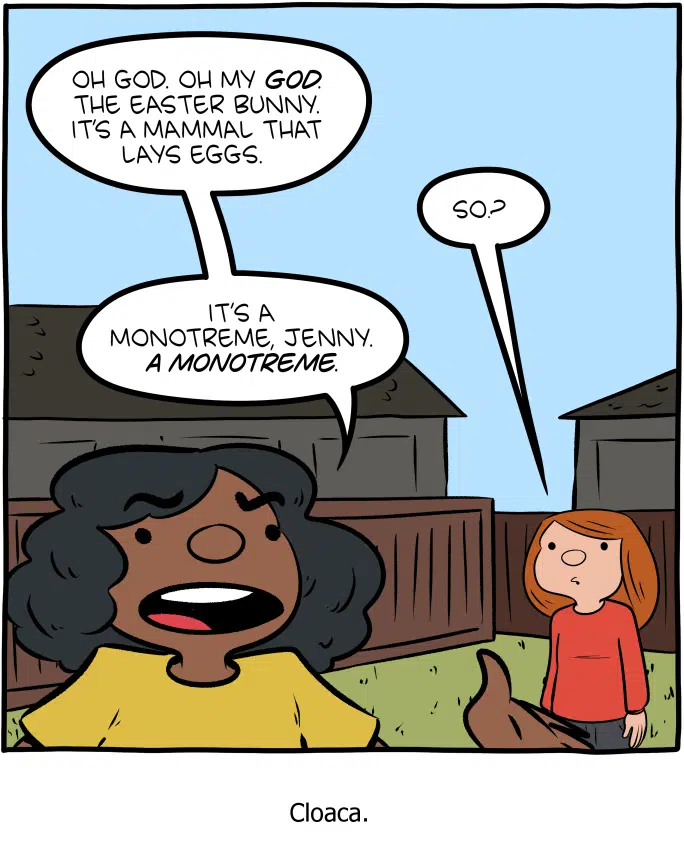 OH GOD. OH MY GOD.
THE EASTER BUNNY.
IT'S A MAMMAL THAT
LAYS EGGS.
SO?
IT'S A
MONOTREME, JENNY.
A MONOTREME.
Cloaca.